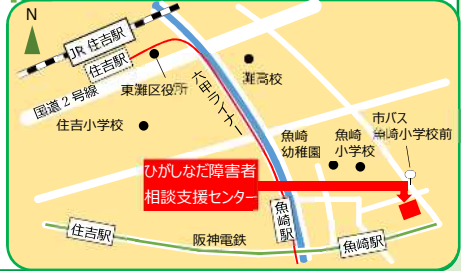 N
JR 住吉駅
住吉駅
国道2号線
東灘区役所
六甲ライナー
灘高校
住吉小学校
魚崎
幼稚園
魚崎
小学校
市バス
魚崎小学校前
ひがしなだ障害者
相談支援センター
魚崎駅
住吉駅
阪神電鉄
魚崎駅